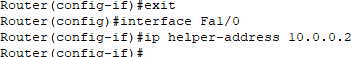 Router(config-if)#exit
Router(config)#interface Fa1/0
Router(config-if)#ip helper-address 10.0.0.2
Router(config-if)#